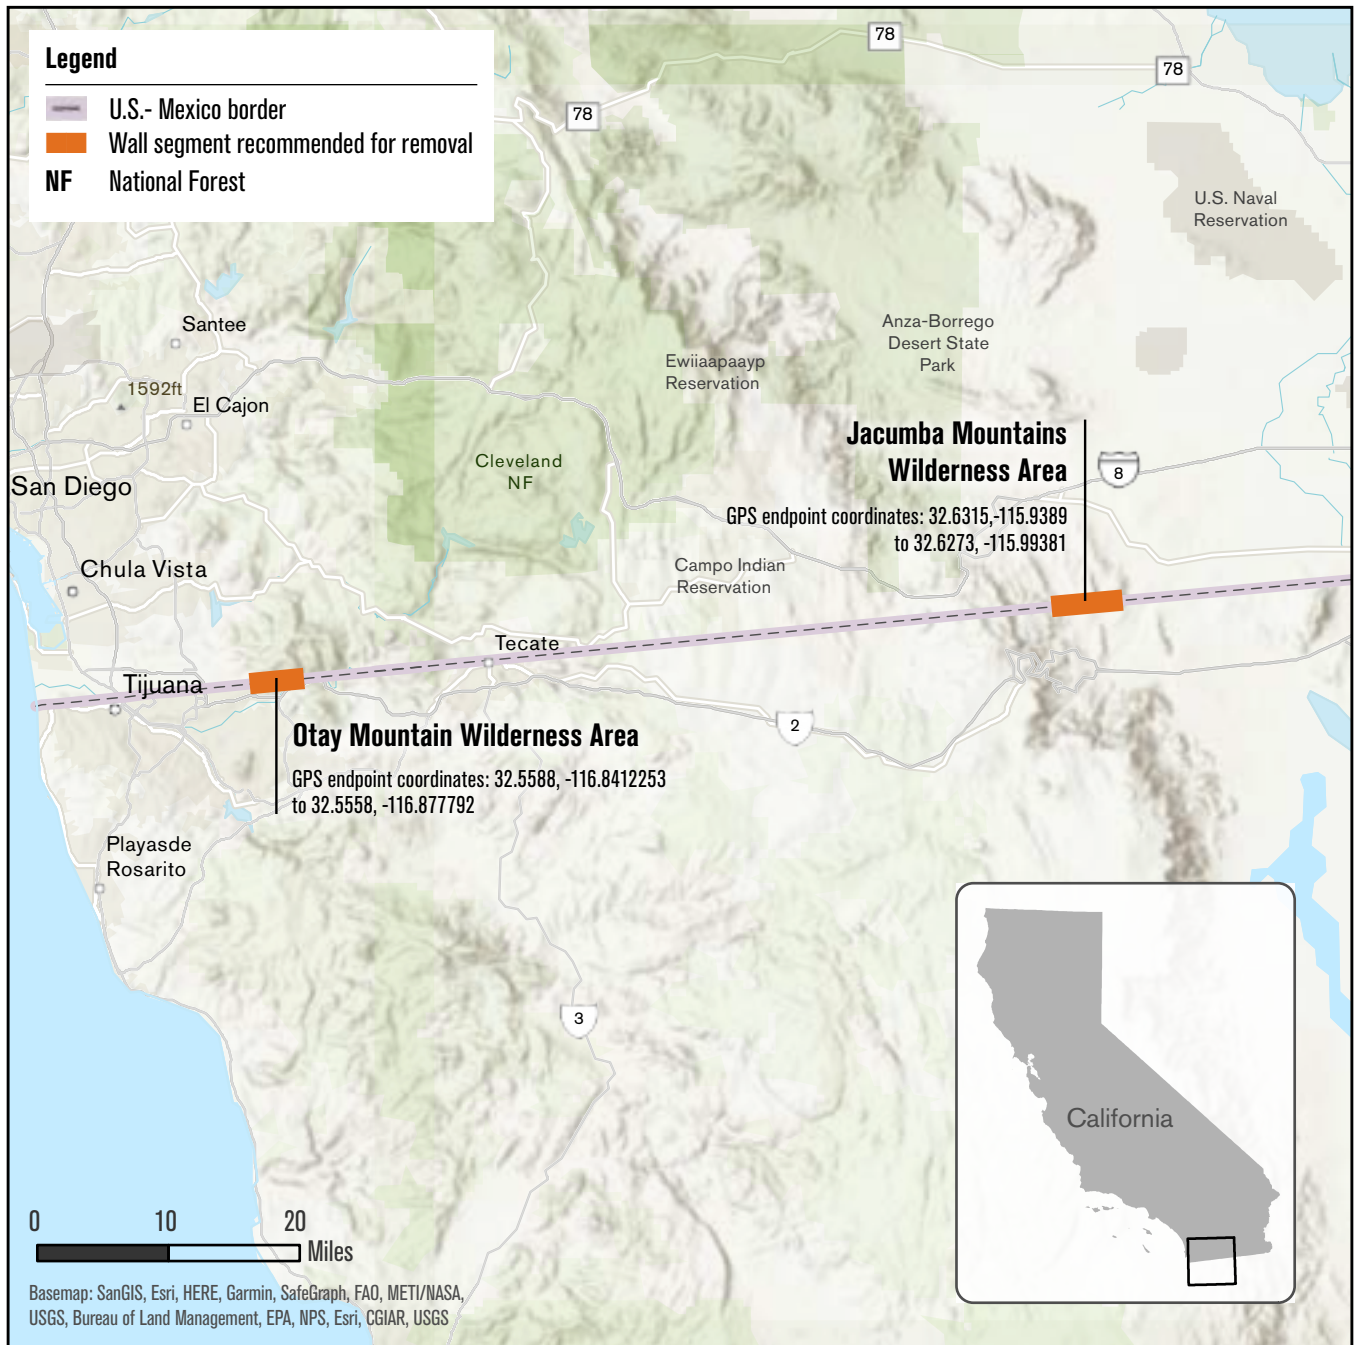 Legend
U.S.- Mexico border
Wall segment recommended for removal
NF National Forest
78
78
78
U.S. Naval
Reservation
Santee
1592ft
El Cajon
Anza-Borrego
Desert State
Park
Ewiiaapaayp
Reservation
Cleveland
NF
San Diego
Jacumba Mountains
Wilderness Area
8
GPS endpoint coordinates: 32.6315,-115.9389
to 32.6273, -115.99381
Chula Vista
Campo Indian
Reservation
Tecate
Tijuana
2
Otay Mountain Wilderness Area
GPS endpoint coordinates: 32.5588, -116.8412253
to 32.5558, -116.877792
Playasde
Rosarito
3
California
0 10 20
Miles
Basemap: SanGIS, Esri, HERE, Garmin, SafeGraph, FAO, METI/NASA,
USGS, Bureau of Land Management, EPA, NPS, Esri, CGIAR, USGS